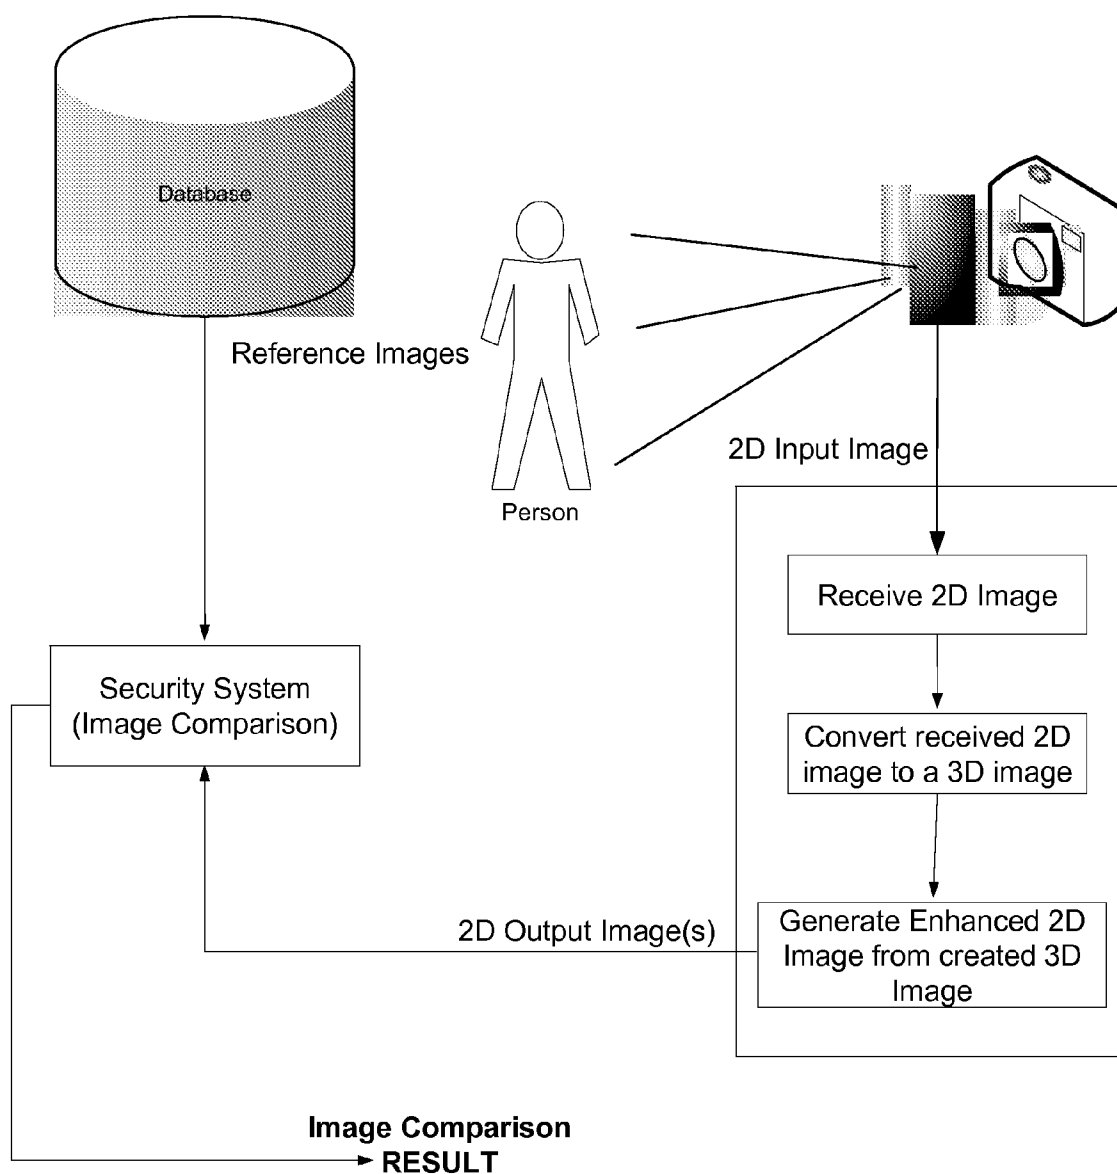 Database
Reference Images
Person
2D Input Image
Receive 2D Image
Convert received 2D
image to a 3D image
Generate Enhanced 2D
Image from created 3D
Image
2D Output Image(s)
Security System
(Image Comparison)
Image Comparison
RESULT